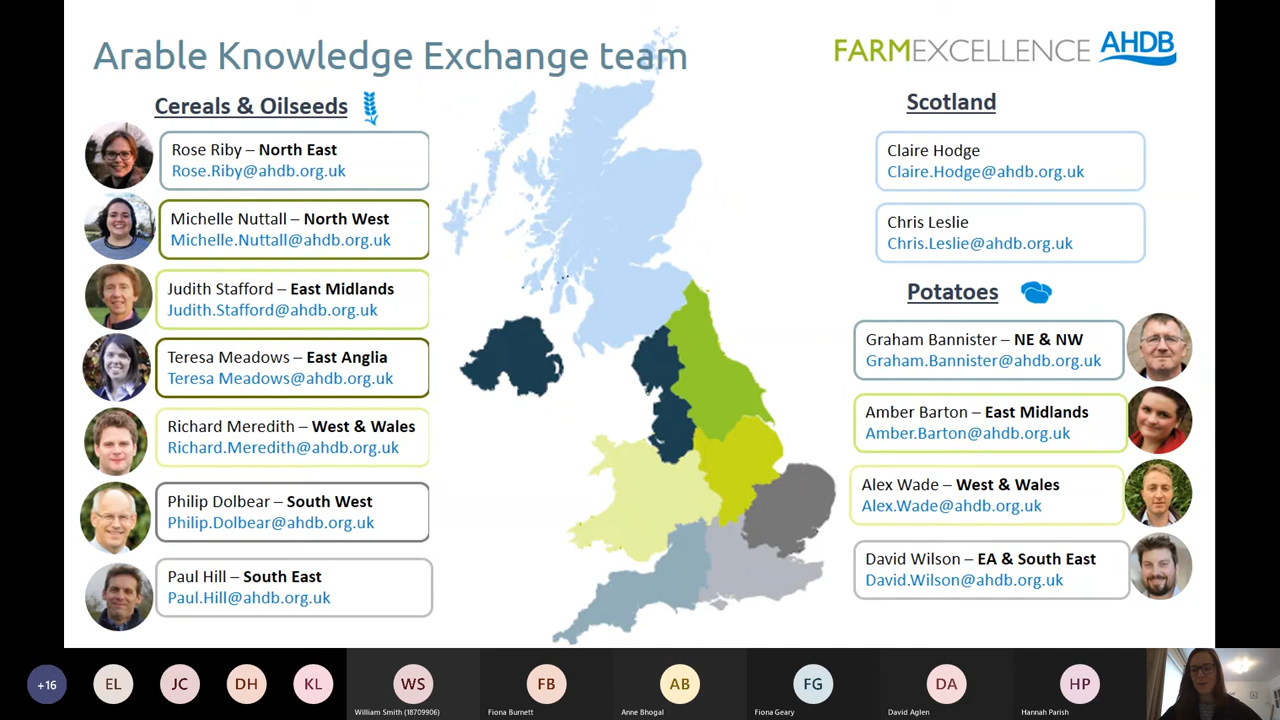 Arable Knowledge Exchange team
FARMEXCELLENCE AHDB
Cereals & Oilseeds
Rose Riby – North East
Rose.Riby@ahdb.org.uk
Michelle Nuttall – North West
Michelle.Nuttall@ahdb.org.uk
Judith Stafford – East Midlands
Judith.Stafford@ahdb.org.uk
Teresa Meadows – East Anglia
Teresa Meadows@ahdb.org.uk
Richard Meredith – West & Wales
Richard.Meredith@ahdb.org.uk
Philip Dolbear – South West
Philip.Dolbear@ahdb.org.uk
Paul Hill – South East
Paul.Hill@ahdb.org.uk
Scotland
Claire Hodge
Claire.Hodge@ahdb.org.uk
Chris Leslie
Chris.Leslie@ahdb.org.uk
Potatoes
Graham Bannister – NE & NW
Graham.Bannister@ahdb.org.uk
Amber Barton – East Midlands
Amber.Barton@ahdb.org.uk
Alex Wade – West & Wales
Alex.Wade@ahdb.org.uk
David Wilson – EA & South East
David.Wilson@ahdb.org.uk
+16 EL JC DH KL WS FB AB FG DA HP
William Smith (18709906) Fiona Burnett Anne Bhogal Fiona Geary David Aglen Hannah Parish